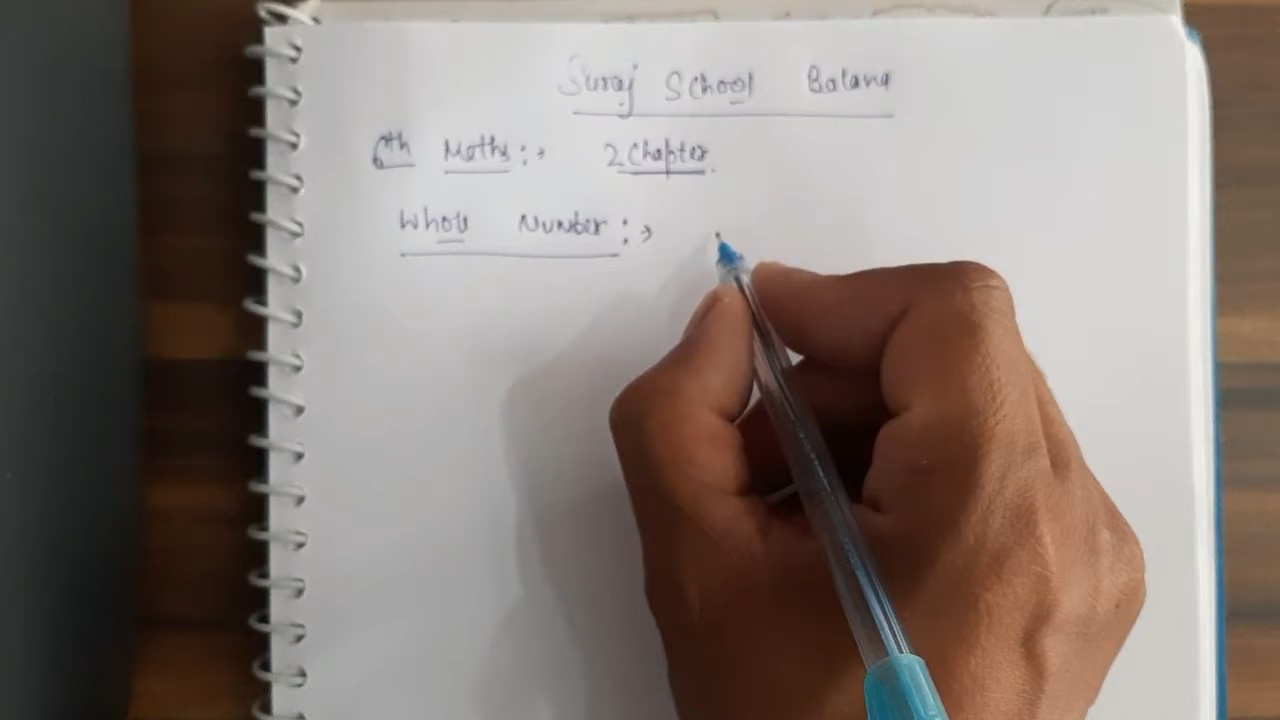 Suraj School Balana
6th Maths :→ 2 Chapter.
Whole Number :→